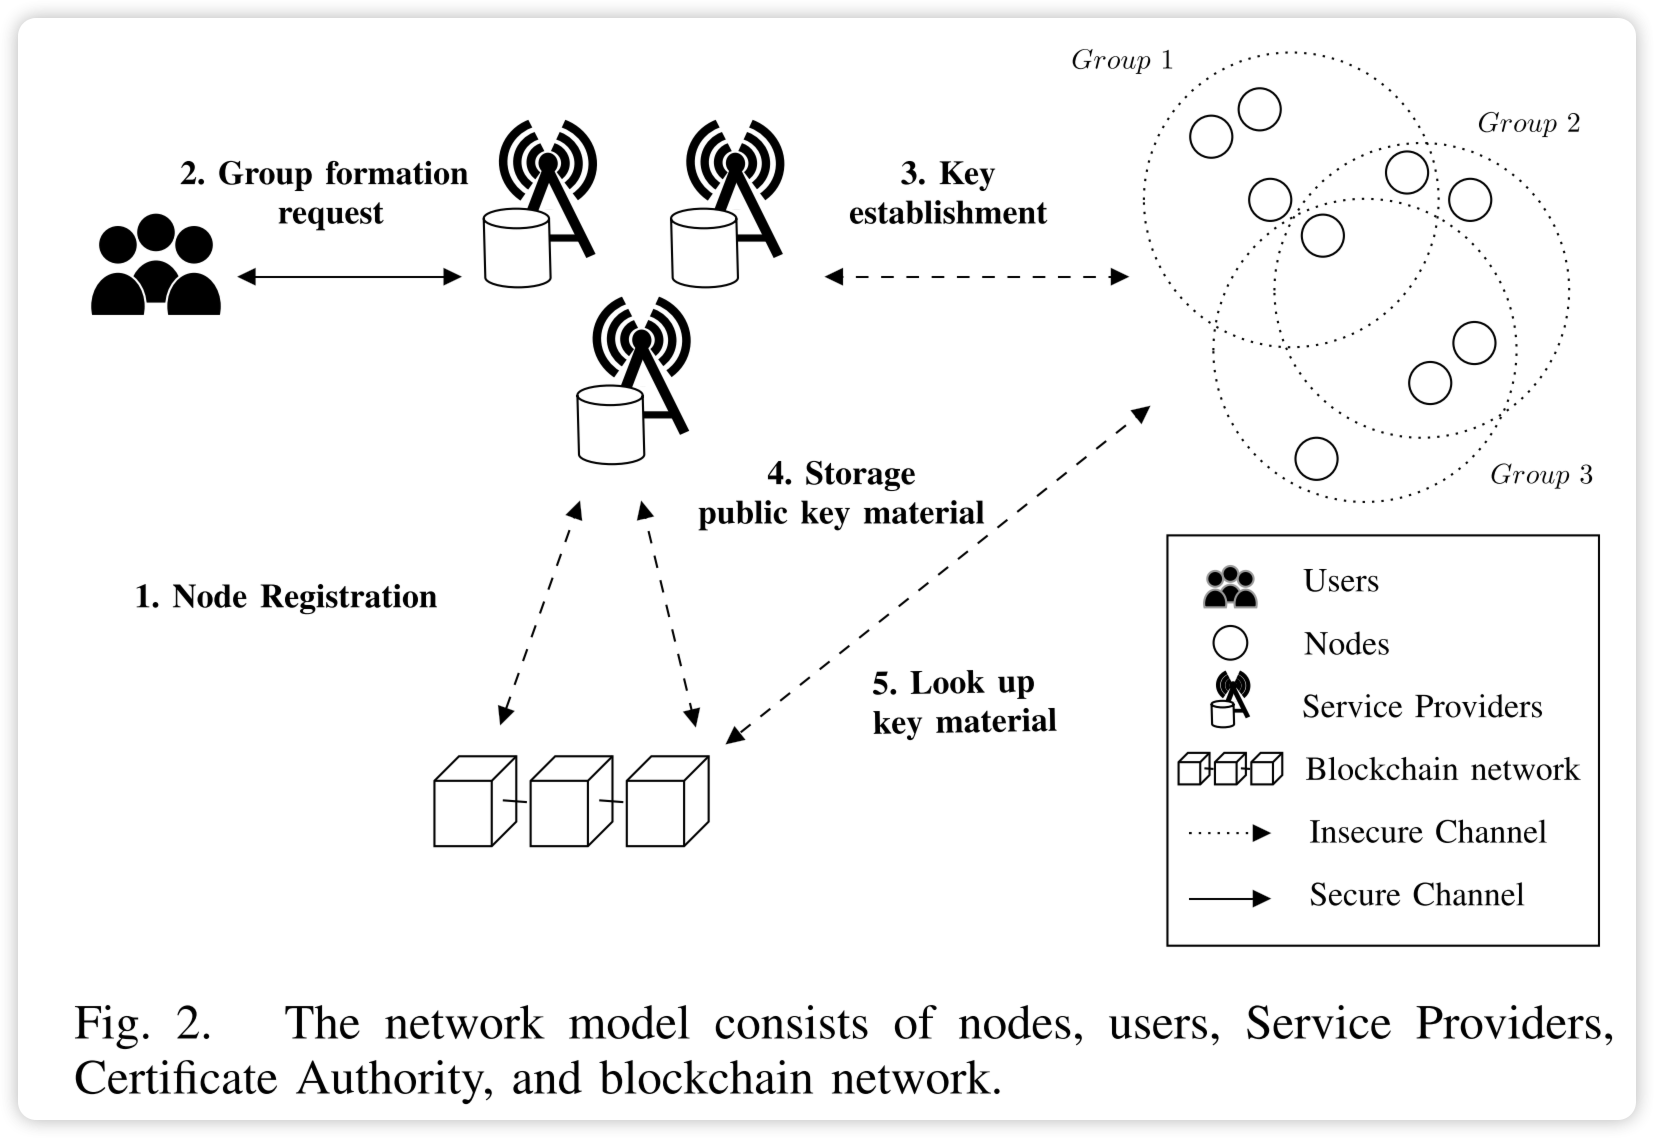 Group 1
Group 2
2. Group formation
request
3. Key
establishment
4. Storage
public key material
Group 3
1. Node Registration
5. Look up
key material
Users
Nodes
Service Providers
Blockchain network
Insecure Channel
Secure Channel
Fig. 2. The network model consists of nodes, users, Service Providers,
Certificate Authority, and blockchain network.